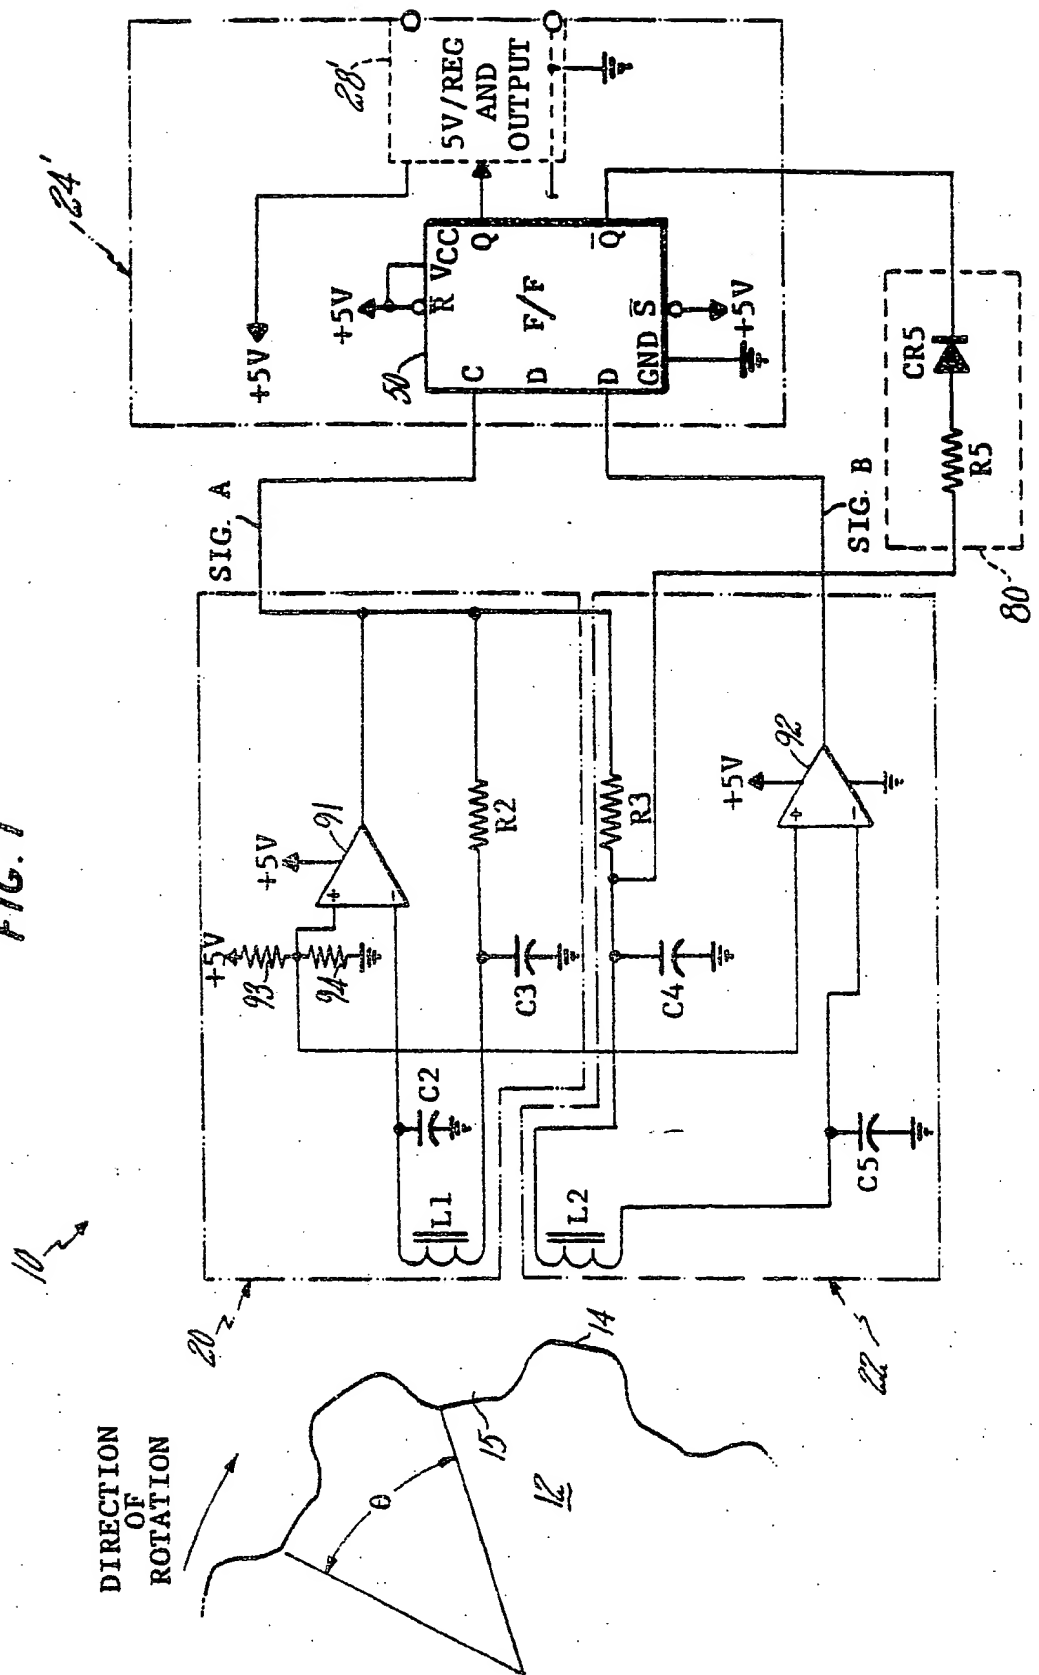 FIG. 1
10
DIRECTION
OF
ROTATION
θ
12
15
14
20
22
L1
L2
C2
C3
C4
C5
+5V
93
94
+5V
91
+
−
R2
R3
+5V
92
+
−
SIG. A
SIG. B
24'
+5V
28'
5V/REG
AND
OUTPUT
50
+5V
R̅
VCC
C
D
D
F/F
Q
Q̅
GND
S̅
+5V
80
R5
CR5